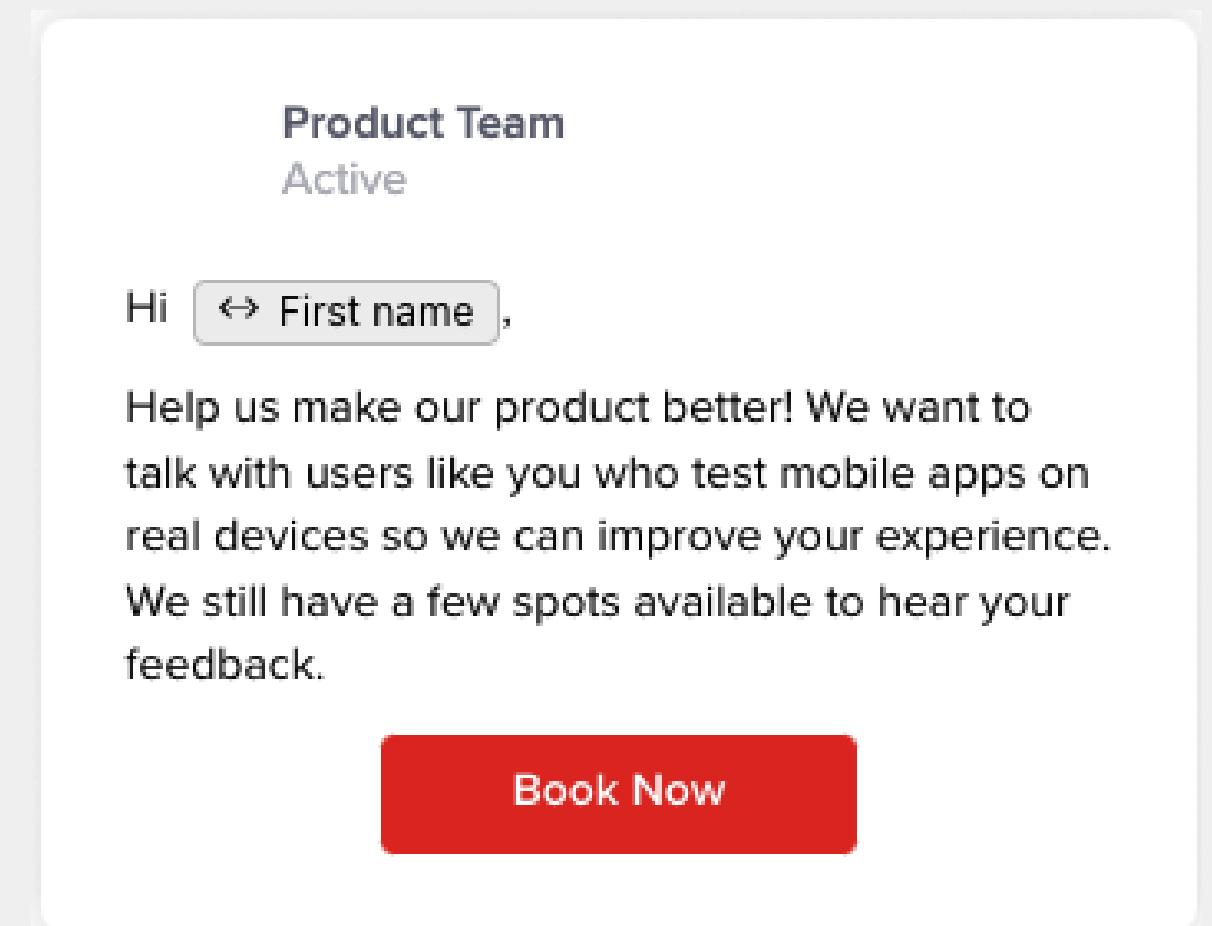 Product Team
Active
Hi <> First name,
Help us make our product better! We want to
talk with users like you who test mobile apps on
real devices so we can improve your experience.
We still have a few spots available to hear your
feedback.
Book Now